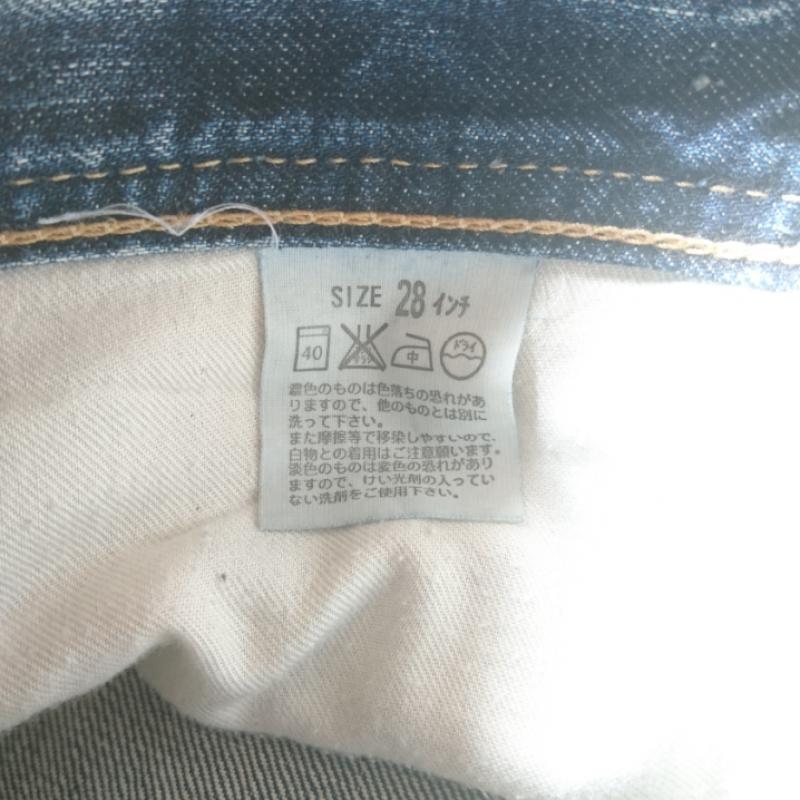 SIZE 28 インチ
40 中 ドライ
濃色のものは色落ちの恐れがあ
りますので、他のものとは別に
洗って下さい。
また摩擦等で移染しやすいので、
白物との着用はご注意願います。
淡色のものは変色の恐れがあり
ますので、けい光剤の入ってい
ない洗剤をご使用下さい。